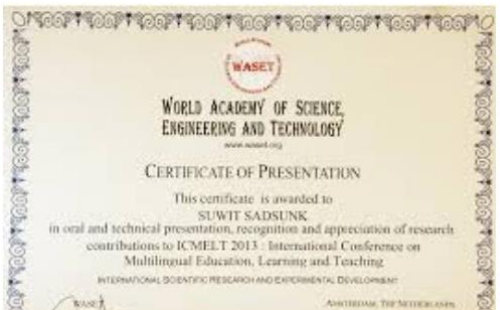 WASET
WORLD ACADEMY OF SCIENCE,
ENGINEERING AND TECHNOLOGY
www.waset.org
CERTIFICATE OF PRESENTATION
This certificate is awarded to
SUWIT SADSUNK
in oral and technical presentation, recognition and appreciation of research
contributions to ICMELT 2013 : International Conference on
Multilingual Education, Learning and Teaching
INTERNATIONAL SCIENTIFIC RESEARCH AND EXPERIMENTAL DEVELOPMENT
WASET
AMSTERDAM, THE NETHERLANDS